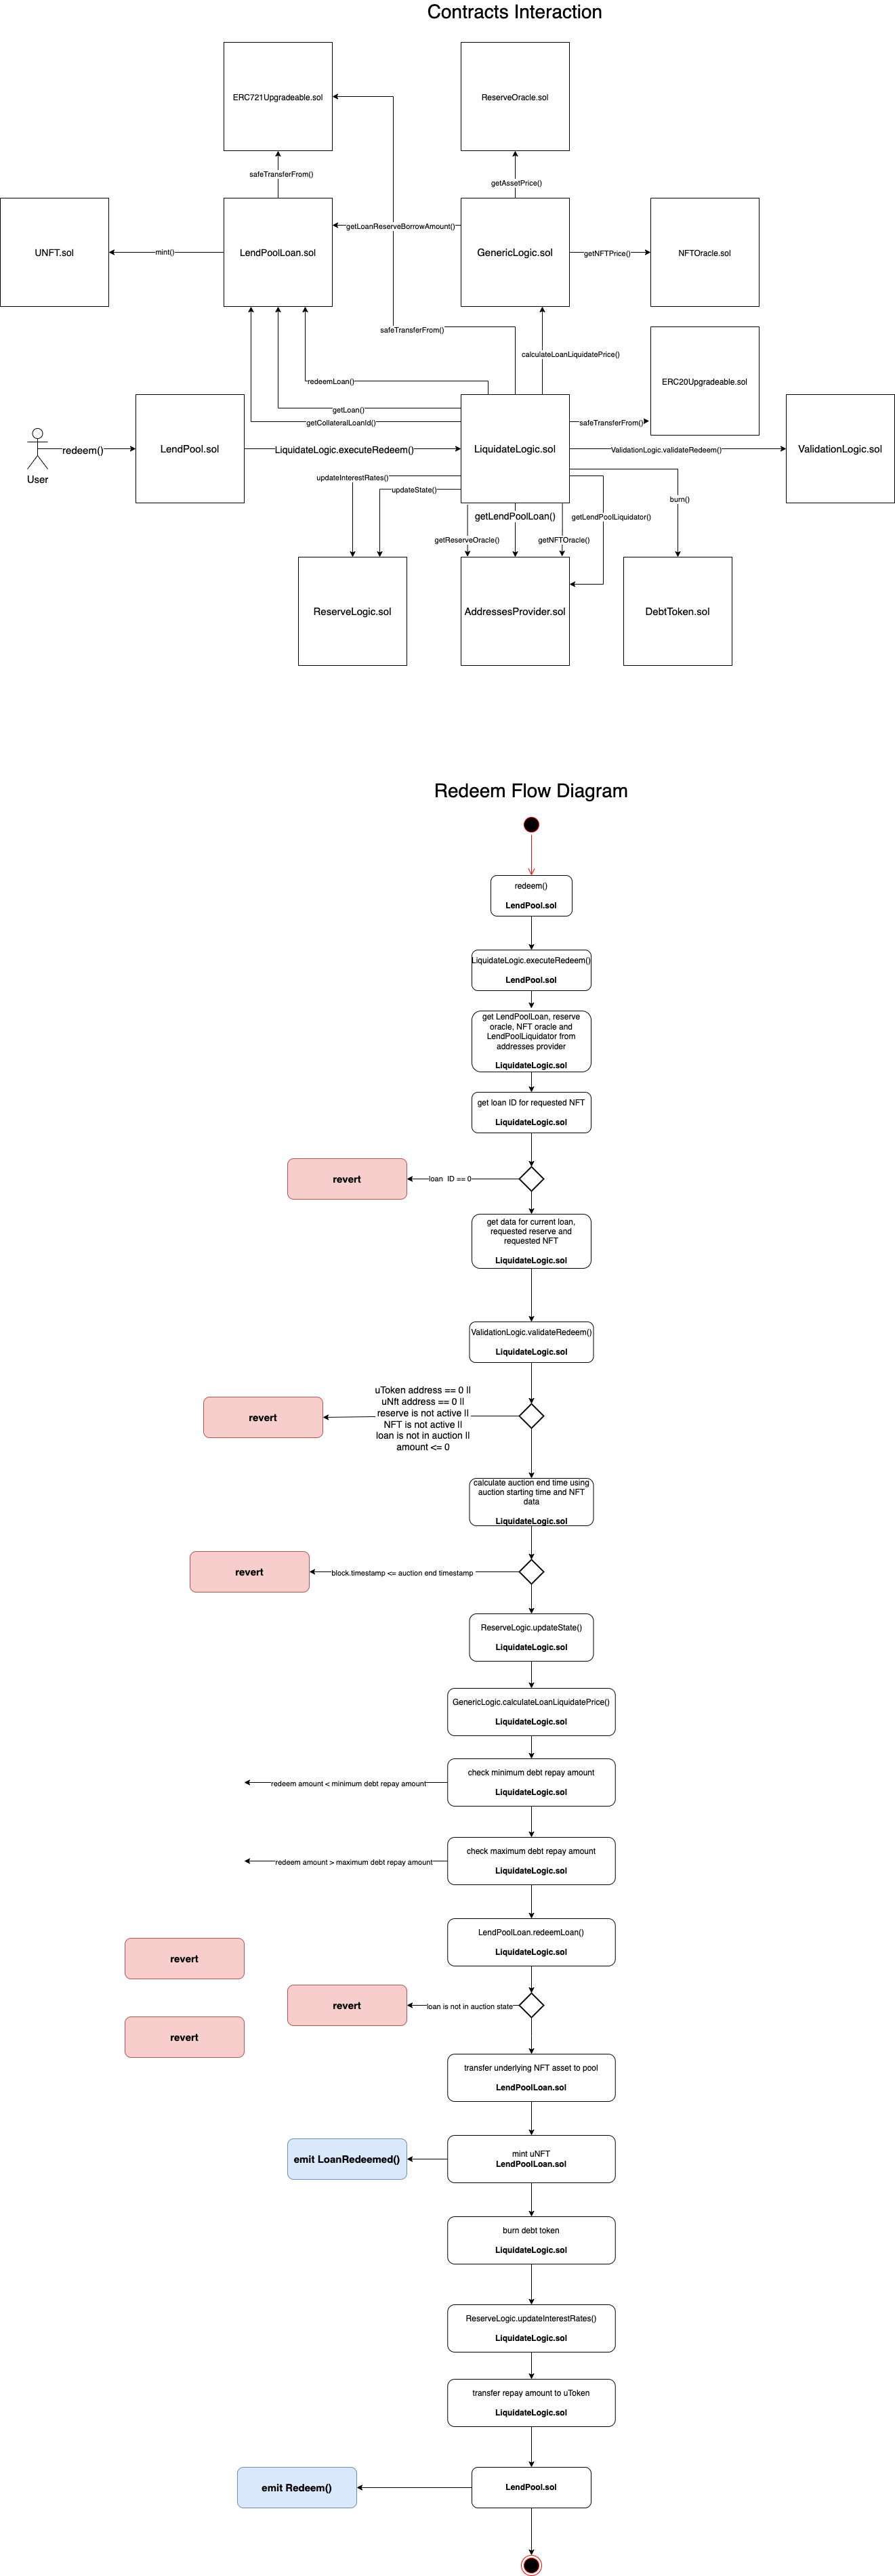 Contracts Interaction
ERC721Upgradeable.sol
ReserveOracle.sol
safeTransferFrom()
getAssetPrice()
getLoanReserveBorrowAmount()
UNFT.sol
mint()
LendPoolLoan.sol
GenericLogic.sol
getNFTPrice()
NFTOracle.sol
safeTransferFrom()
calculateLoanLiquidatePrice()
redeemLoan()
ERC20Upgradeable.sol
getLoan()
getCollateralLoanId()
safeTransferFrom()
User
redeem()
LendPool.sol
LiquidateLogic.executeRedeem()
LiquidateLogic.sol
ValidationLogic.validateRedeem()
ValidationLogic.sol
updateInterestRates()
updateState()
burn()
getLendPoolLoan()
getLendPoolLiquidator()
getReserveOracle()
getNFTOracle()
ReserveLogic.sol
AddressesProvider.sol
DebtToken.sol
Redeem Flow Diagram
redeem()
LendPool.sol
LiquidateLogic.executeRedeem()
LendPool.sol
get LendPoolLoan, reserve
oracle, NFT oracle and
LendPoolLiquidator from
addresses provider
LiquidateLogic.sol
get loan ID for requested NFT
LiquidateLogic.sol
revert
loan ID == 0
get data for current loan,
requested reserve and
requested NFT
LiquidateLogic.sol
ValidationLogic.validateRedeem()
LiquidateLogic.sol
revert
uToken address == 0 ||
uNft address == 0 ||
reserve is not active ||
NFT is not active ||
loan is not in auction ||
amount <= 0
calculate auction end time using
auction starting time and NFT
data
LiquidateLogic.sol
revert
block.timestamp <= auction end timestamp
ReserveLogic.updateState()
LiquidateLogic.sol
GenericLogic.calculateLoanLiquidatePrice()
LiquidateLogic.sol
redeem amount < minimum debt repay amount
check minimum debt repay amount
LiquidateLogic.sol
redeem amount > maximum debt repay amount
check maximum debt repay amount
LiquidateLogic.sol
LendPoolLoan.redeemLoan()
LiquidateLogic.sol
revert
revert
loan is not in auction state
revert
transfer underlying NFT asset to pool
LendPoolLoan.sol
emit LoanRedeemed()
mint uNFT
LendPoolLoan.sol
burn debt token
LiquidateLogic.sol
ReserveLogic.updateInterestRates()
LiquidateLogic.sol
transfer repay amount to uToken
LiquidateLogic.sol
emit Redeem()
LendPool.sol